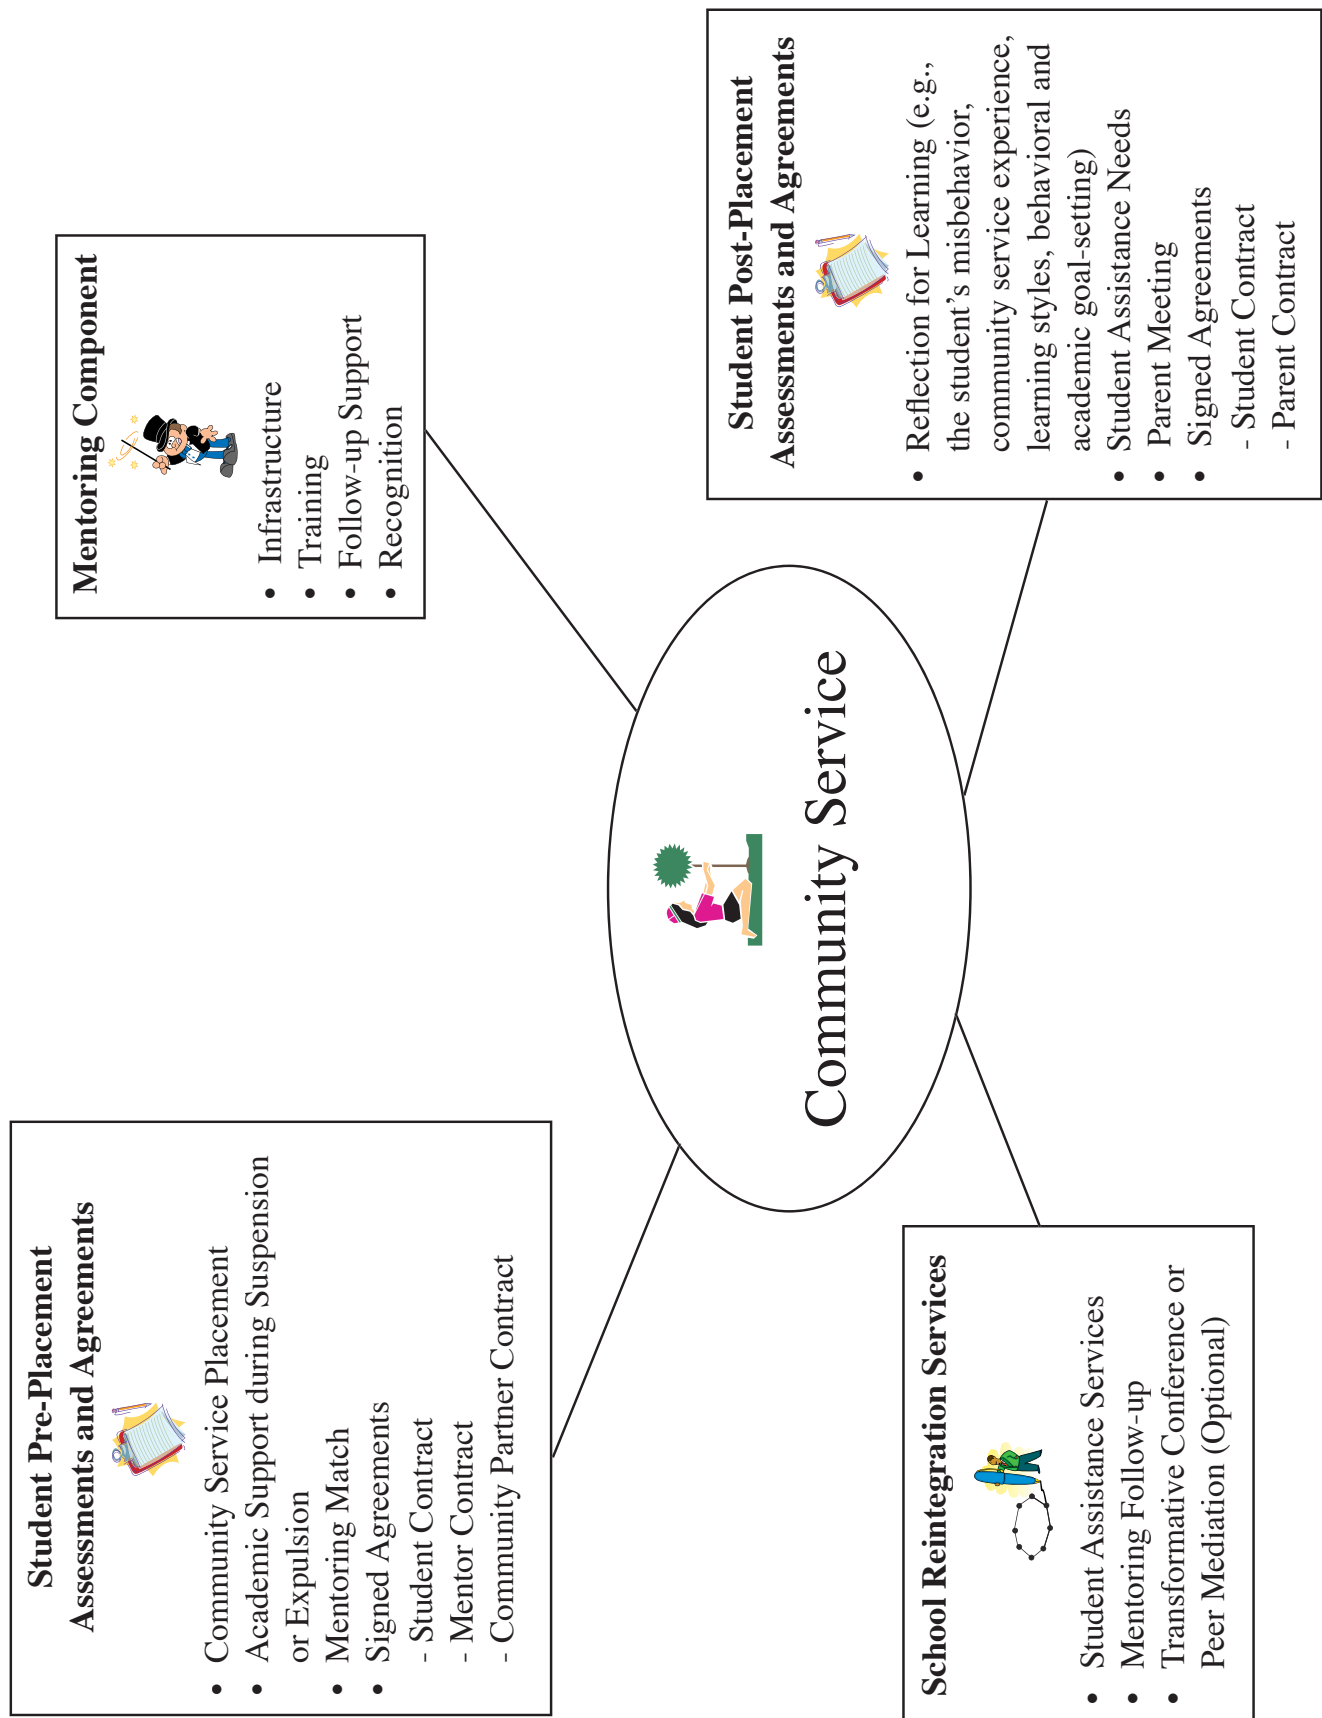 Student Pre-Placement
Assessments and Agreements
• Community Service Placement
• Academic Support during Suspension
or Expulsion
• Mentoring Match
• Signed Agreements
- Student Contract
- Mentor Contract
- Community Partner Contract
Mentoring Component
• Infrastructure
• Training
• Follow-up Support
• Recognition
Community Service
School Reintegration Services
• Student Assistance Services
• Mentoring Follow-up
• Transformative Conference or
Peer Mediation (Optional)
Student Post-Placement
Assessments and Agreements
• Reflection for Learning (e.g.,
the student’s misbehavior,
community service experience,
learning styles, behavioral and
academic goal-setting)
• Student Assistance Needs
• Parent Meeting
• Signed Agreements
- Student Contract
- Parent Contract